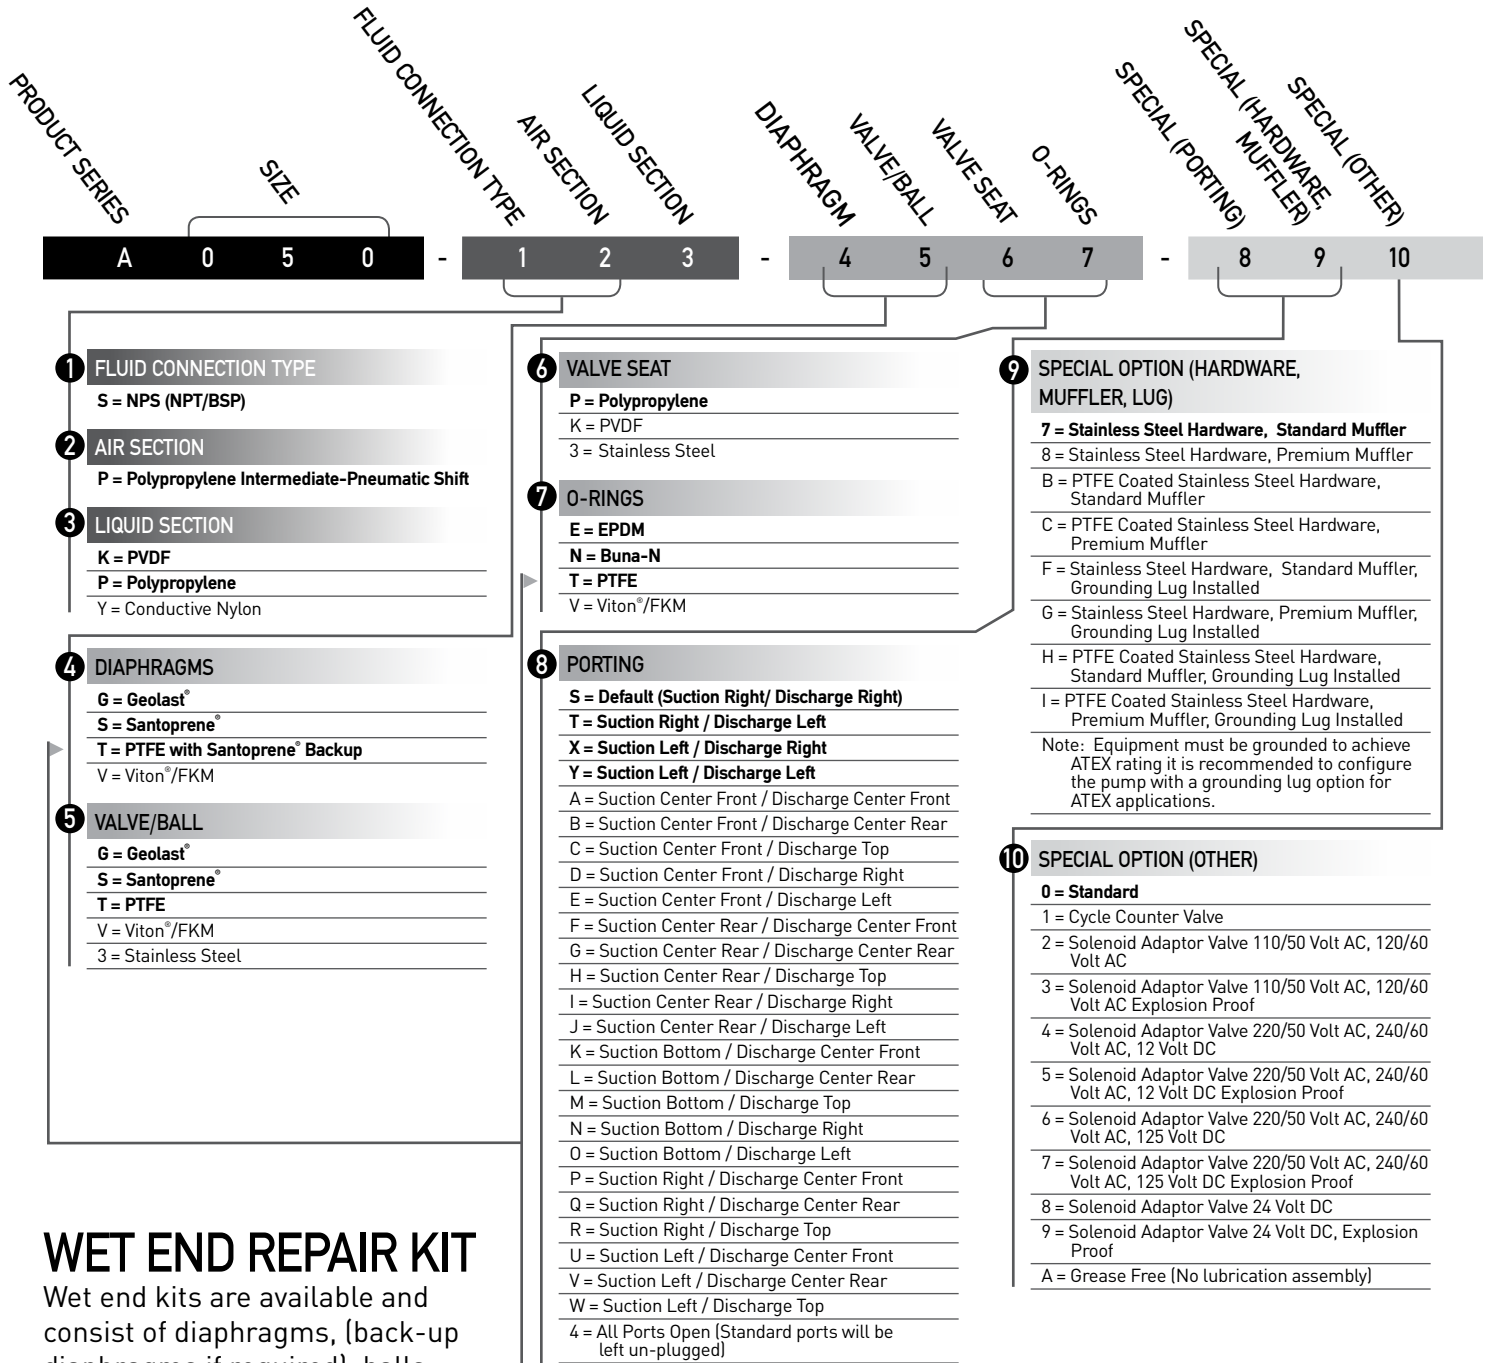 PRODUCT SERIES
SIZE
FLUID CONNECTION TYPE
AIR SECTION
LIQUID SECTION
DIAPHRAGM
VALVE/BALL
VALVE SEAT
O-RINGS
SPECIAL (PORTING)
SPECIAL (HARDWARE,
MUFFLER)
SPECIAL (OTHER)
A 0 5 0 - 1 2 3 - 4 5 6 7 - 8 9 10
1 FLUID CONNECTION TYPE
S = NPS (NPT/BSP)
2 AIR SECTION
P = Polypropylene Intermediate-Pneumatic Shift
3 LIQUID SECTION
K = PVDF
P = Polypropylene
Y = Conductive Nylon
4 DIAPHRAGMS
G = Geolast®
S = Santoprene®
T = PTFE with Santoprene® Backup
V = Viton®/FKM
5 VALVE/BALL
G = Geolast®
S = Santoprene®
T = PTFE
V = Viton®/FKM
3 = Stainless Steel
WET END REPAIR KIT
Wet end kits are available and
consist of diaphragms, (back-up
6 VALVE SEAT
P = Polypropylene
K = PVDF
3 = Stainless Steel
7 O-RINGS
E = EPDM
N = Buna-N
T = PTFE
V = Viton®/FKM
8 PORTING
S = Default (Suction Right/ Discharge Right)
T = Suction Right / Discharge Left
X = Suction Left / Discharge Right
Y = Suction Left / Discharge Left
A = Suction Center Front / Discharge Center Front
B = Suction Center Front / Discharge Center Rear
C = Suction Center Front / Discharge Top
D = Suction Center Front / Discharge Right
E = Suction Center Front / Discharge Left
F = Suction Center Rear / Discharge Center Front
G = Suction Center Rear / Discharge Center Rear
H = Suction Center Rear / Discharge Top
I = Suction Center Rear / Discharge Right
J = Suction Center Rear / Discharge Left
K = Suction Bottom / Discharge Center Front
L = Suction Bottom / Discharge Center Rear
M = Suction Bottom / Discharge Top
N = Suction Bottom / Discharge Right
O = Suction Bottom / Discharge Left
P = Suction Right / Discharge Center Front
Q = Suction Right / Discharge Center Rear
R = Suction Right / Discharge Top
U = Suction Left / Discharge Center Front
V = Suction Left / Discharge Center Rear
W = Suction Left / Discharge Top
4 = All Ports Open (Standard ports will be
left un-plugged)
9 SPECIAL OPTION (HARDWARE,
MUFFLER, LUG)
7 = Stainless Steel Hardware, Standard Muffler
8 = Stainless Steel Hardware, Premium Muffler
B = PTFE Coated Stainless Steel Hardware,
Standard Muffler
C = PTFE Coated Stainless Steel Hardware,
Premium Muffler
F = Stainless Steel Hardware, Standard Muffler,
Grounding Lug Installed
G = Stainless Steel Hardware, Premium Muffler,
Grounding Lug Installed
H = PTFE Coated Stainless Steel Hardware,
Standard Muffler, Grounding Lug Installed
I = PTFE Coated Stainless Steel Hardware,
Premium Muffler, Grounding Lug Installed
Note: Equipment must be grounded to achieve
ATEX rating it is recommended to configure
the pump with a grounding lug option for
ATEX applications.
10 SPECIAL OPTION (OTHER)
0 = Standard
1 = Cycle Counter Valve
2 = Solenoid Adaptor Valve 110/50 Volt AC, 120/60
Volt AC
3 = Solenoid Adaptor Valve 110/50 Volt AC, 120/60
Volt AC Explosion Proof
4 = Solenoid Adaptor Valve 220/50 Volt AC, 240/60
Volt AC, 12 Volt DC
5 = Solenoid Adaptor Valve 220/50 Volt AC, 240/60
Volt AC, 12 Volt DC Explosion Proof
6 = Solenoid Adaptor Valve 220/50 Volt AC, 240/60
Volt AC, 125 Volt DC
7 = Solenoid Adaptor Valve 220/50 Volt AC, 240/60
Volt AC, 125 Volt DC Explosion Proof
8 = Solenoid Adaptor Valve 24 Volt DC
9 = Solenoid Adaptor Valve 24 Volt DC, Explosion
Proof
A = Grease Free (No lubrication assembly)